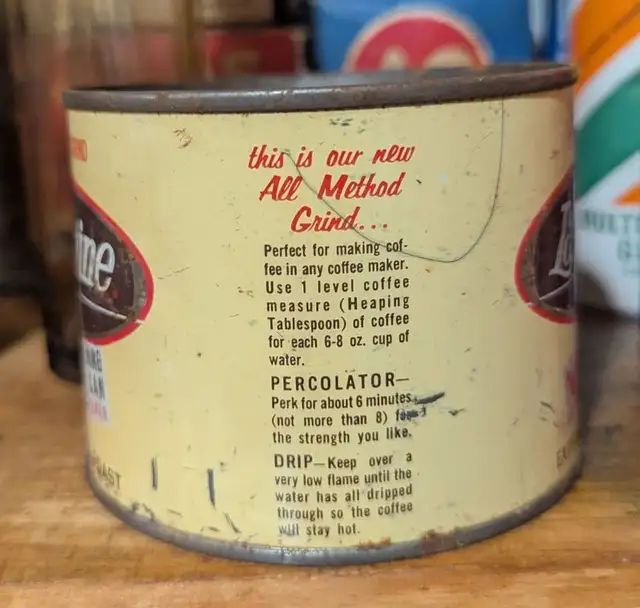 this is our new
All Method
Grind...
Perfect for making cof-
fee in any coffee maker.
Use 1 level coffee
measure (Heaping
Tablespoon) of coffee
for each 6-8 oz. cup of
water.
PERCOLATOR—
Perk for about 6 minutes
(not more than 8) for
the strength you like.
DRIP—Keep over a
very low flame until the
water has all dripped
through so the coffee
will stay hot.
ine